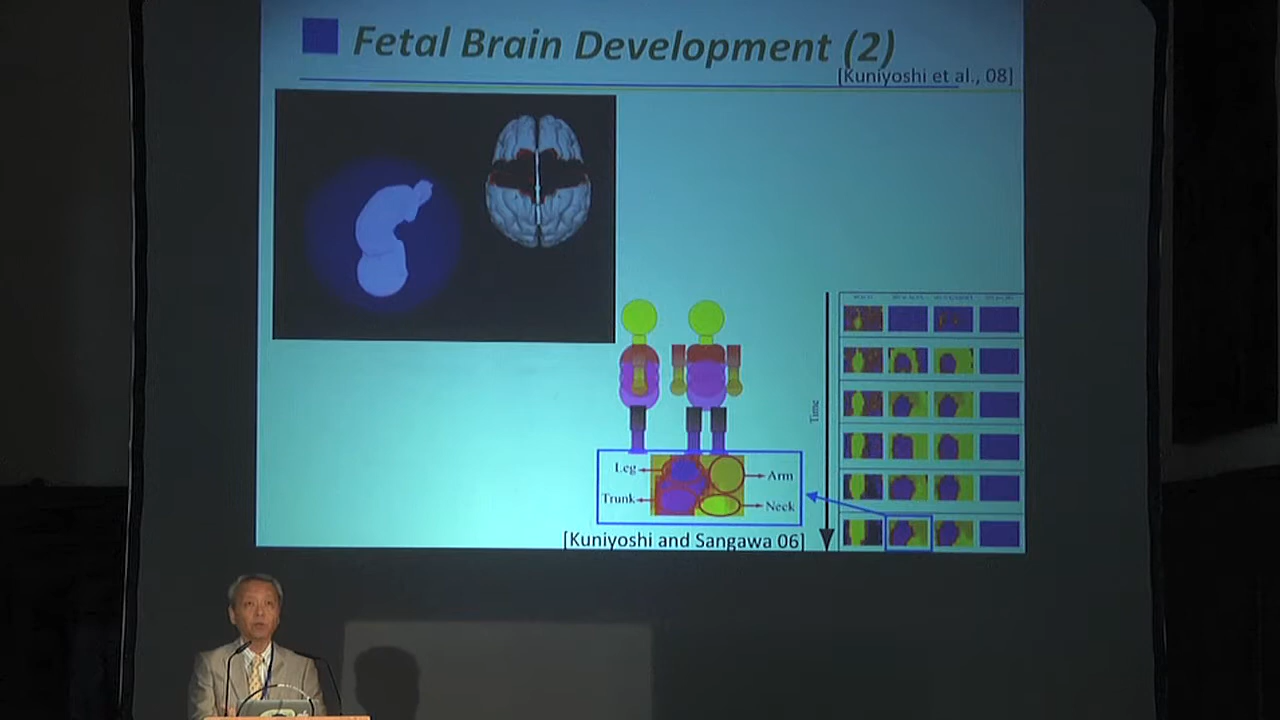 Fetal Brain Development (2)
[Kuniyoshi et al., 08]
Time
Leg
Arm
Trunk
Neck
[Kuniyoshi and Sangawa 06]